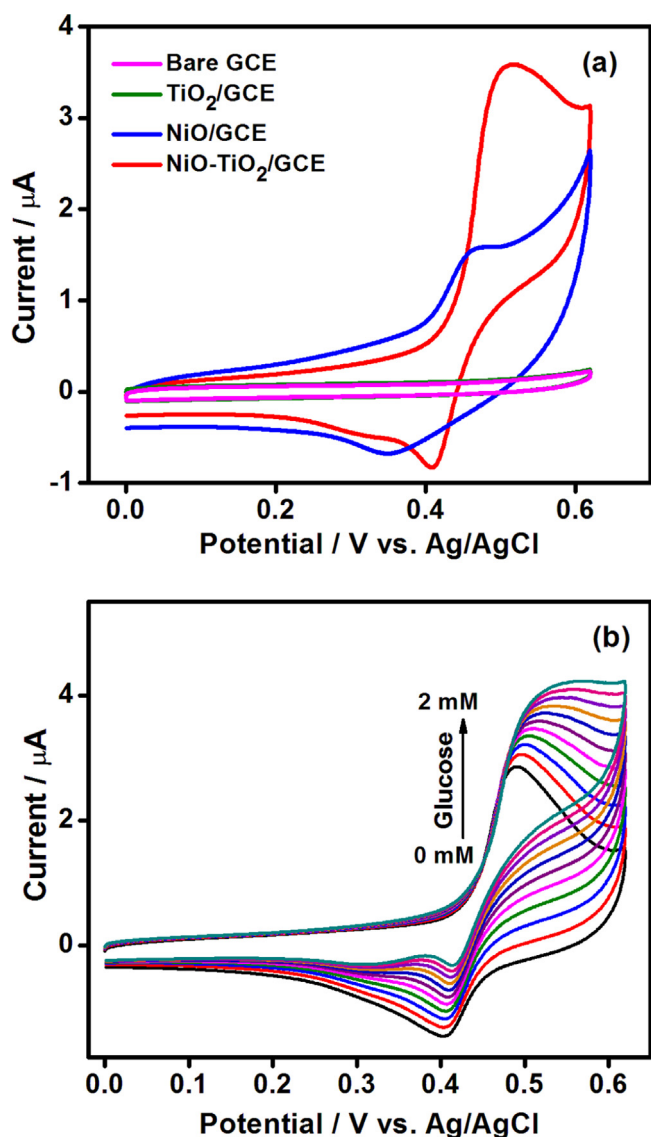 (a)
Bare GCE
TiO₂/GCE
NiO/GCE
NiO-TiO₂/GCE
4
3
2
1
0
-1
Current / μA
0.0 0.2 0.4 0.6
Potential / V vs. Ag/AgCl
(b)
2 mM
Glucose
0 mM
4
2
0
Current / μA
0.0 0.1 0.2 0.3 0.4 0.5 0.6
Potential / V vs. Ag/AgCl